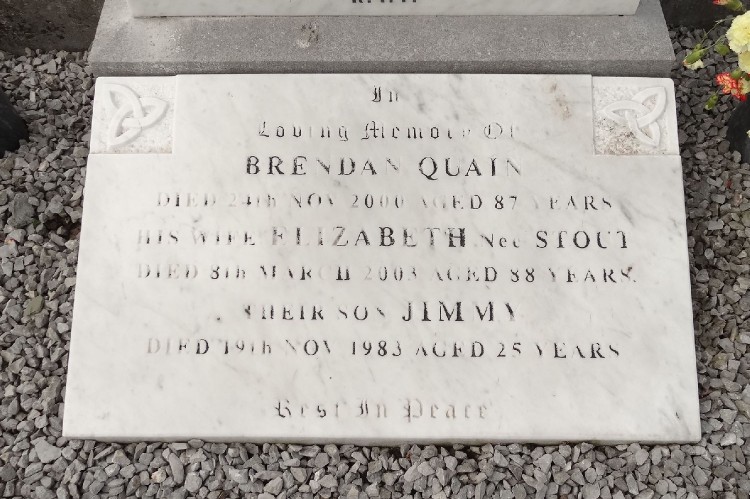 In
Loving Memory Of
BRENDAN QUAIN
DIED 24th NOV 2000 AGED 87 YEARS
HIS WIFE ELIZABETH Nee STOUT
DIED 8th MARCH 2003 AGED 88 YEARS.
THEIR SON JIMMY
DIED 19th NOV 1983 AGED 25 YEARS
Rest In Peace